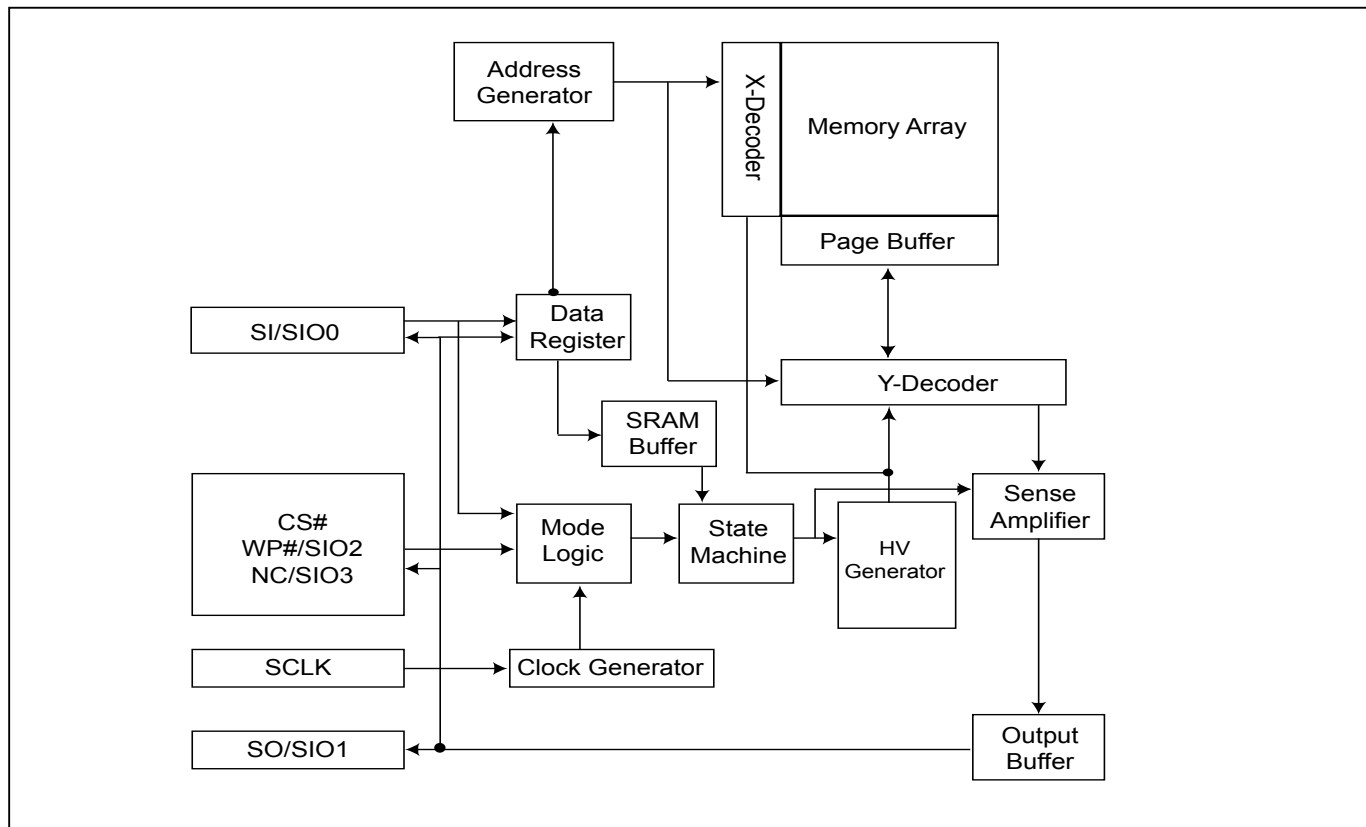 Address
Generator
X-Decoder
Memory Array
Page Buffer
SI/SIO0
Data
Register
Y-Decoder
SRAM
Buffer
CS#
WP#/SIO2
NC/SIO3
Mode
Logic
State
Machine
HV
Generator
Sense
Amplifier
SCLK
Clock Generator
SO/SIO1
Output
Buffer